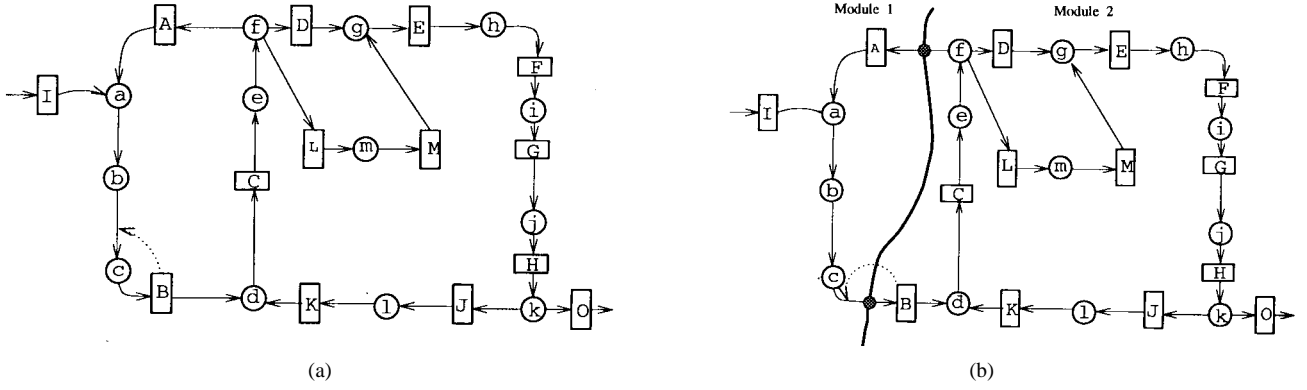 Module 1
Module 2
A
f
D
g
E
h
F
I
a
e
i
L
m
M
G
b
C
j
c
H
B
d
K
l
J
k
O
A
f
D
g
E
h
F
I
a
e
i
L
m
M
G
b
C
j
c
H
B
d
K
l
J
k
O
(a)
(b)